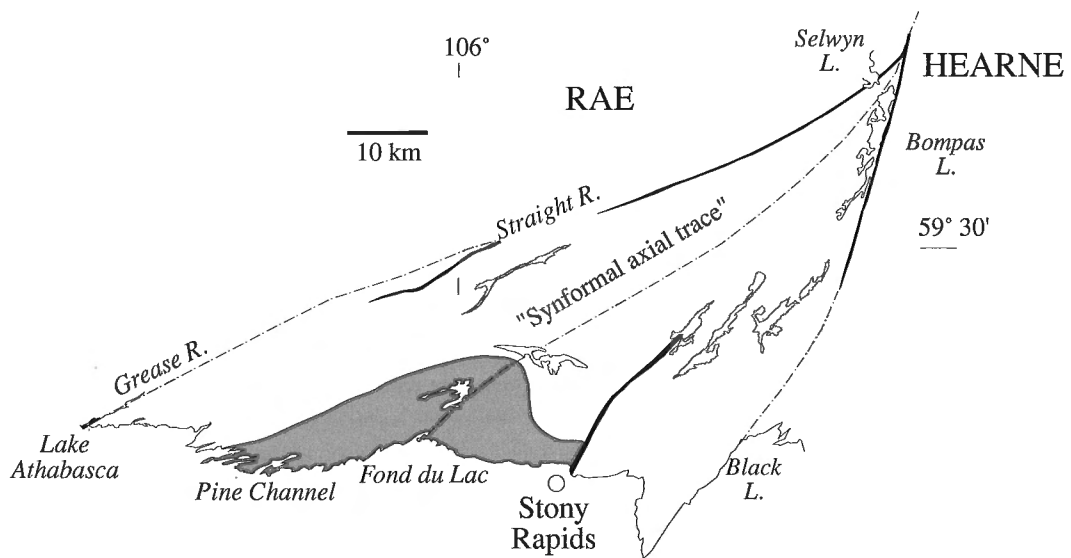 106°
Selwyn
L.
HEARNE
RAE
10 km
Bompas
L.
Straight R.
59° 30'
"Synformal axial trace"
Grease R.
Lake
Athabasca
Pine Channel
Fond du Lac
Black
L.
Stony
Rapids